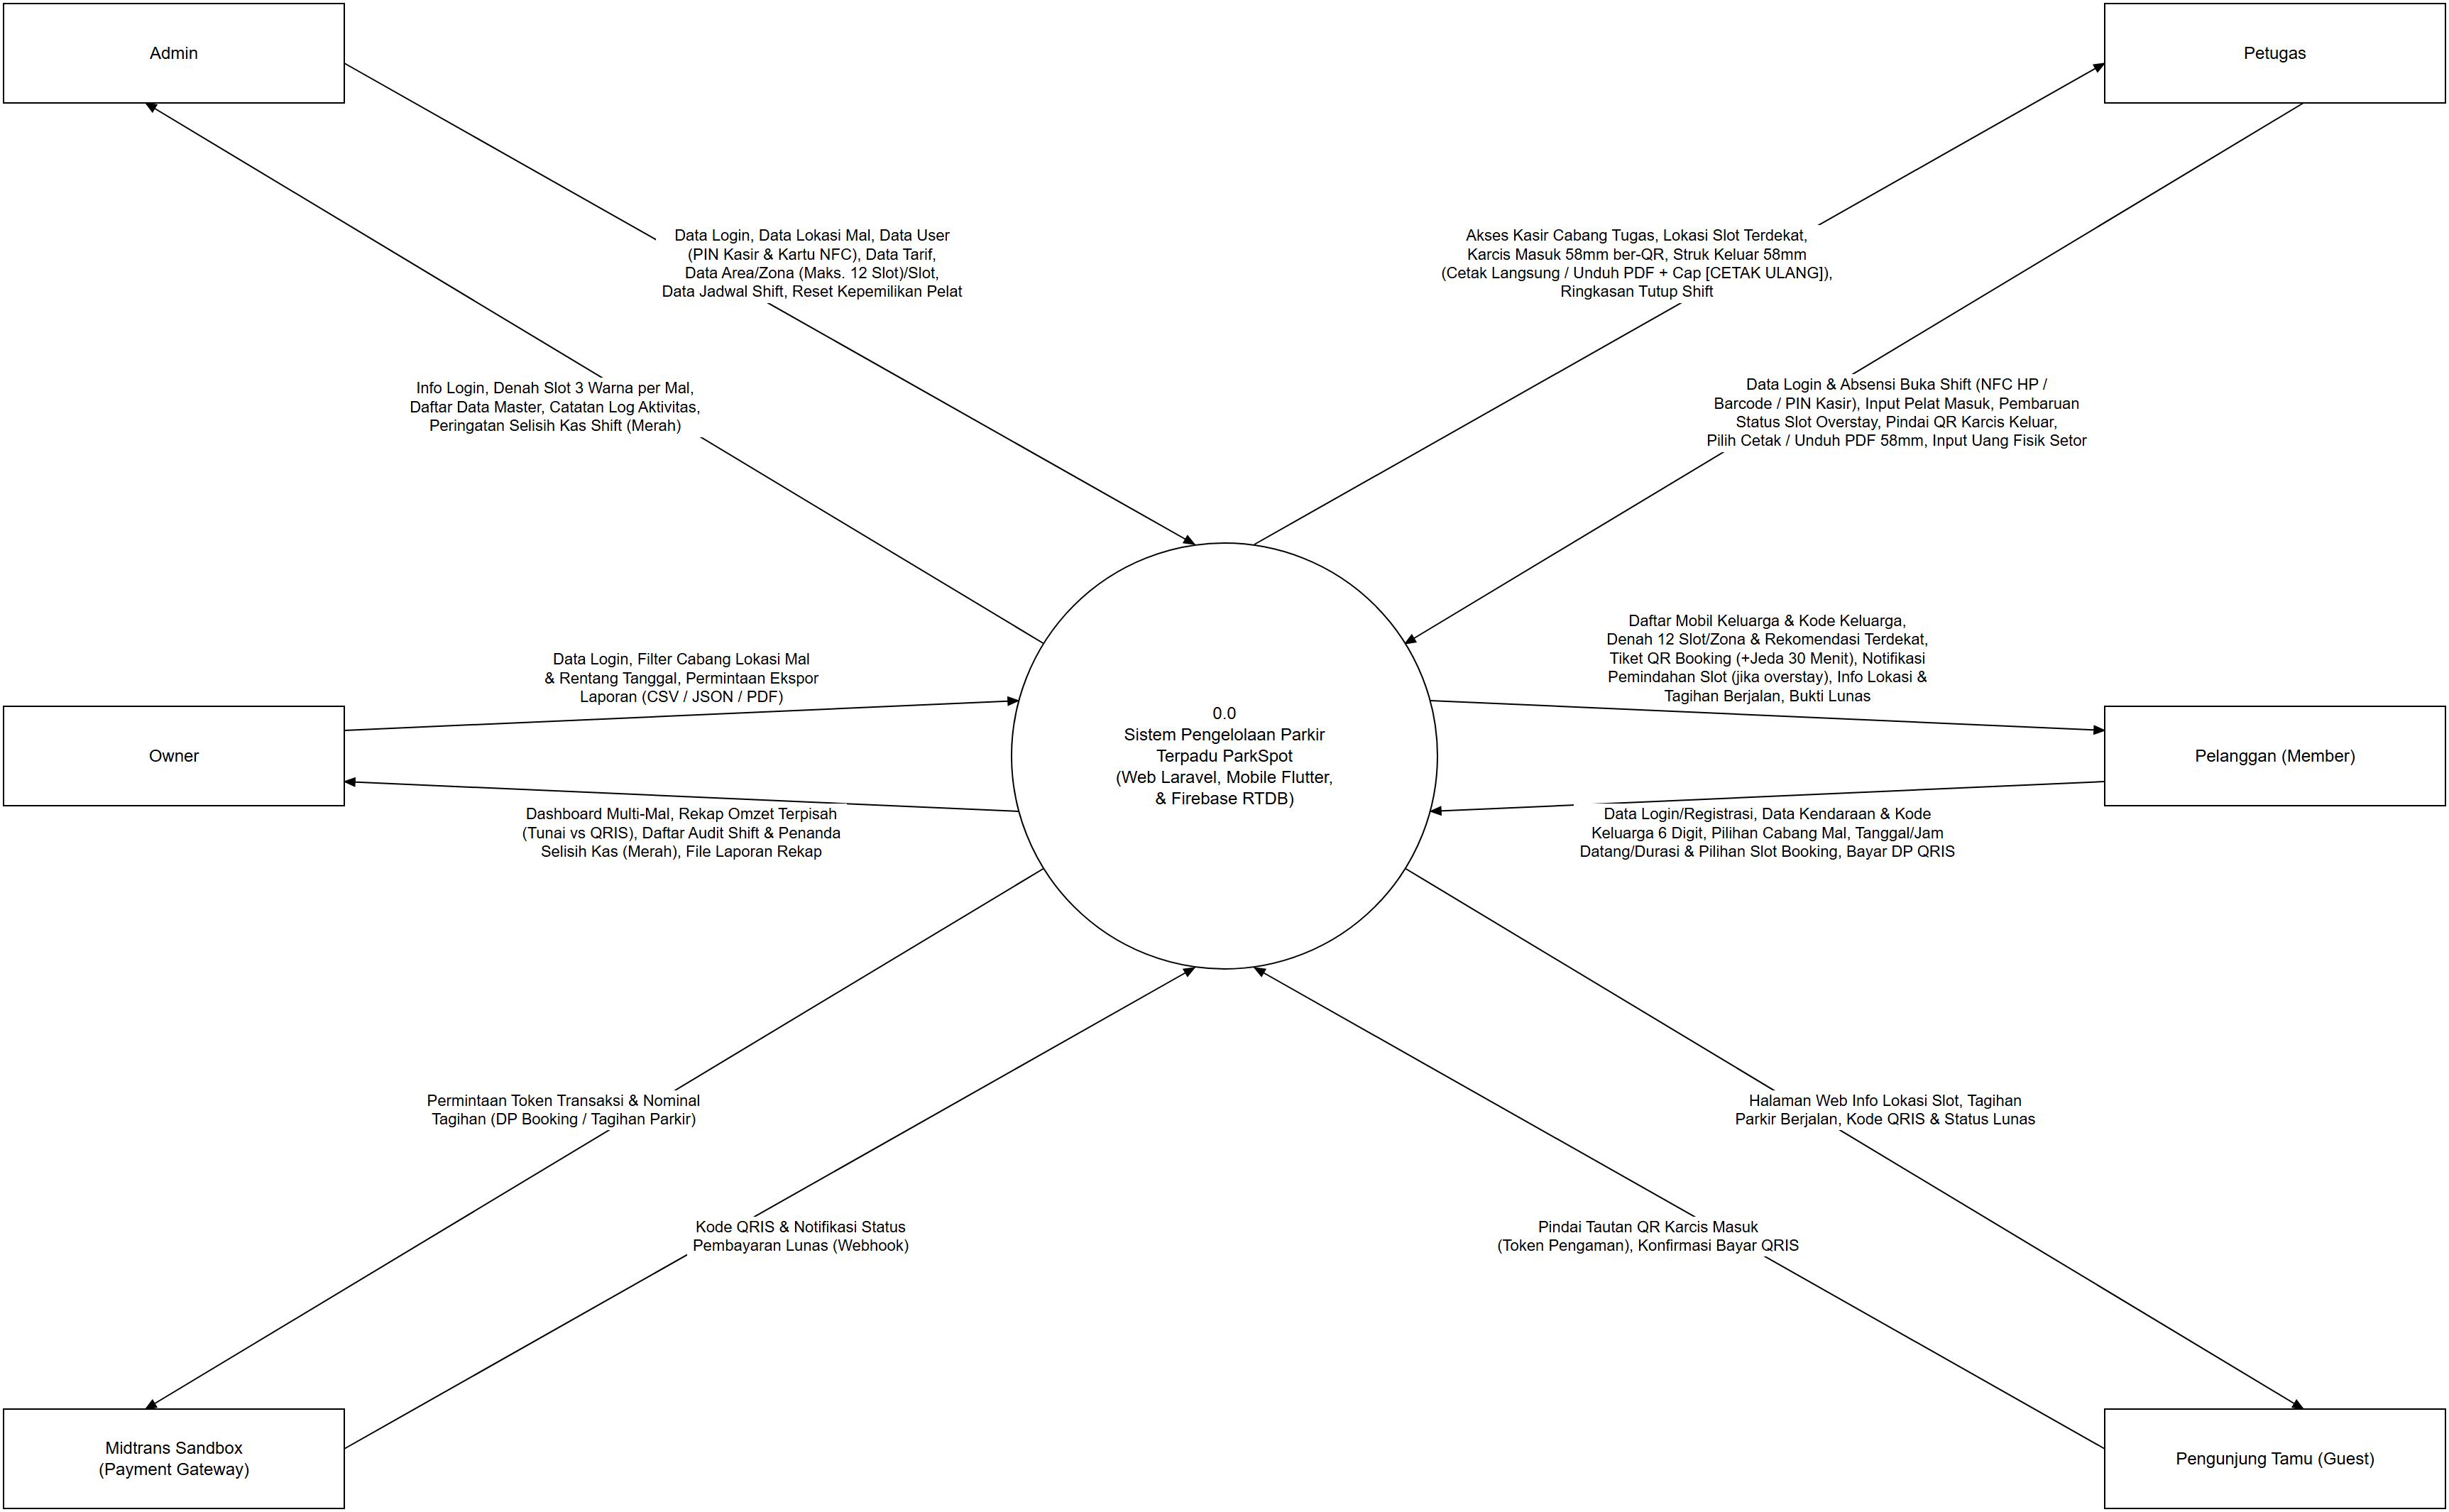 Admin
Petugas
Data Login, Data Lokasi Mal, Data User
(PIN Kasir & Kartu NFC), Data Tarif,
Data Area/Zona (Maks. 12 Slot)/Slot,
Data Jadwal Shift, Reset Kepemilikan Pelat
Akses Kasir Cabang Tugas, Lokasi Slot Terdekat,
Karcis Masuk 58mm ber-QR, Struk Keluar 58mm
(Cetak Langsung / Unduh PDF + Cap [CETAK ULANG]),
Ringkasan Tutup Shift
Info Login, Denah Slot 3 Warna per Mal,
Daftar Data Master, Catatan Log Aktivitas,
Peringatan Selisih Kas Shift (Merah)
Data Login & Absensi Buka Shift (NFC HP /
Barcode / PIN Kasir), Input Pelat Masuk, Pembaruan
Status Slot Overstay, Pindai QR Karcis Keluar,
Pilih Cetak / Unduh PDF 58mm, Input Uang Fisik Setor
Data Login, Filter Cabang Lokasi Mal
& Rentang Tanggal, Permintaan Ekspor
Laporan (CSV / JSON / PDF)
Daftar Mobil Keluarga & Kode Keluarga,
Denah 12 Slot/Zona & Rekomendasi Terdekat,
Tiket QR Booking (+Jeda 30 Menit), Notifikasi
Pemindahan Slot (jika overstay), Info Lokasi &
Tagihan Berjalan, Bukti Lunas
Owner
0.0
Sistem Pengelolaan Parkir
Terpadu ParkSpot
(Web Laravel, Mobile Flutter,
& Firebase RTDB)
Pelanggan (Member)
Dashboard Multi-Mal, Rekap Omzet Terpisah
(Tunai vs QRIS), Daftar Audit Shift & Penanda
Selisih Kas (Merah), File Laporan Rekap
Data Login/Registrasi, Data Kendaraan & Kode
Keluarga 6 Digit, Pilihan Cabang Mal, Tanggal/Jam
Datang/Durasi & Pilihan Slot Booking, Bayar DP QRIS
Permintaan Token Transaksi & Nominal
Tagihan (DP Booking / Tagihan Parkir)
Halaman Web Info Lokasi Slot, Tagihan
Parkir Berjalan, Kode QRIS & Status Lunas
Kode QRIS & Notifikasi Status
Pembayaran Lunas (Webhook)
Pindai Tautan QR Karcis Masuk
(Token Pengaman), Konfirmasi Bayar QRIS
Midtrans Sandbox
(Payment Gateway)
Pengunjung Tamu (Guest)